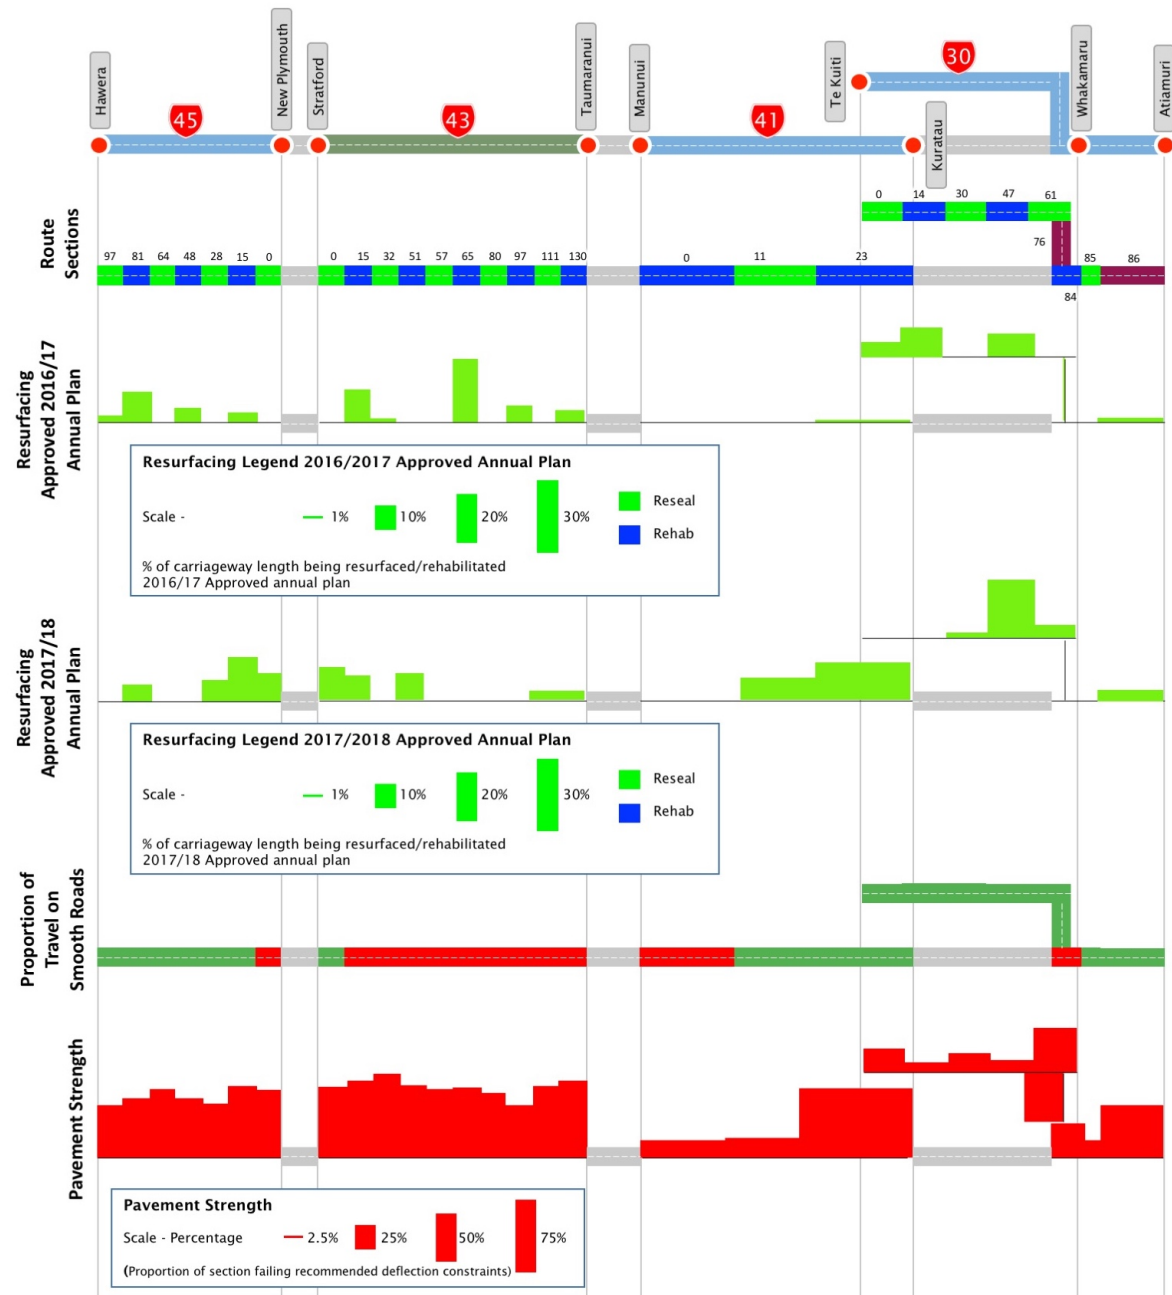 Hawera
New Plymouth
Stratford
Taumaranui
Manunui
Te Kuiti
Kuratau
Whakamaru
Atiamuri
45
43
41
30
Route
Sections
97 81 64 48 28 15 0
0 15 32 51 57 65 80 97 111 130
0 11 23
0 14 30 47 61
76
84
85 86
Resurfacing
Approved 2016/17
Annual Plan
Resurfacing Legend 2016/2017 Approved Annual Plan
Scale - 1% 10% 20% 30%
Reseal
Rehab
% of carriageway length being resurfaced/rehabilitated
2016/17 Approved annual plan
Resurfacing
Approved 2017/18
Annual Plan
Resurfacing Legend 2017/2018 Approved Annual Plan
Scale - 1% 10% 20% 30%
Reseal
Rehab
% of carriageway length being resurfaced/rehabilitated
2017/18 Approved annual plan
Proportion of
Travel on
Smooth Roads
Pavement Strength
Pavement Strength
Scale - Percentage 2.5% 25% 50% 75%
(Proportion of section failing recommended deflection constraints)